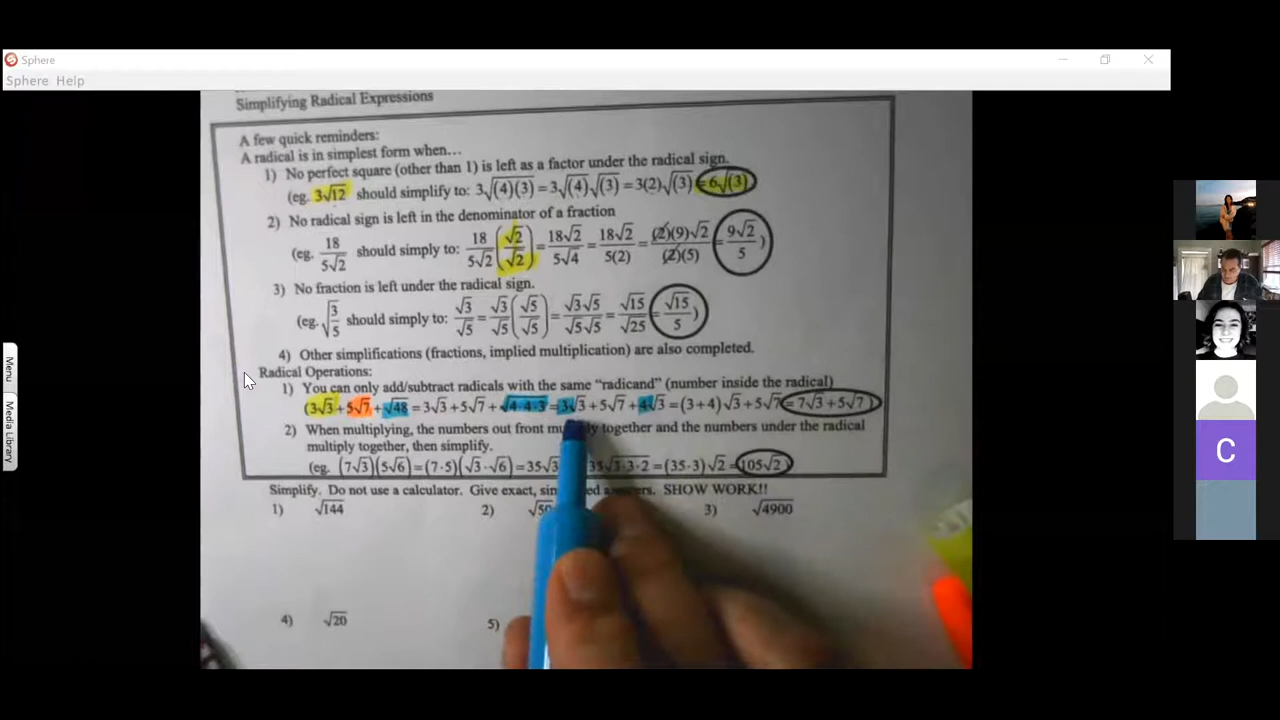 Sphere
Sphere Help
Simplifying Radical Expressions
A few quick reminders:
A radical is in simplest form when…
1) No perfect square (other than 1) is left as a factor under the radical sign.
(eg. 3√12 should simplify to: 3√(4)(3) = 3√(4)√(3) = 3(2)√(3) = 6√(3))
2) No radical sign is left in the denominator of a fraction
(eg. 18/5√2 should simply to: 18/5√2 (√2/√2) = 18√2/5√4 = 18√2/5(2) = (2)(9)√2/(2)(5) = 9√2/5)
3) No fraction is left under the radical sign.
(eg. √3/5 should simply to: √3/√5 = √3/√5 (√5/√5) = √3√5/√5√5 = √15/√25 = √15/5)
4) Other simplifications (fractions, implied multiplication) are also completed.
Radical Operations:
1) You can only add/subtract radicals with the same “radicand” (number inside the radical)
(3√3 + 5√7 + √48 = 3√3 + 5√7 + √4·4·3 = 3√3 + 5√7 + 4√3 = (3+4)√3 + 5√7 = 7√3 + 5√7)
2) When multiplying, the numbers out front together and the numbers under the radical
multiply together, then simplify.
(eg. (7√3)(5√6) = (7·5)(√3·√6) = 35√3 35√3·3·2 = (35·3)√2 = 105√2)
Simplify. Do not use a calculator. Give exact, answers. SHOW WORK!!
1) √144 2) 3) √4900
4) √20 5)
Menu
Media Library
C